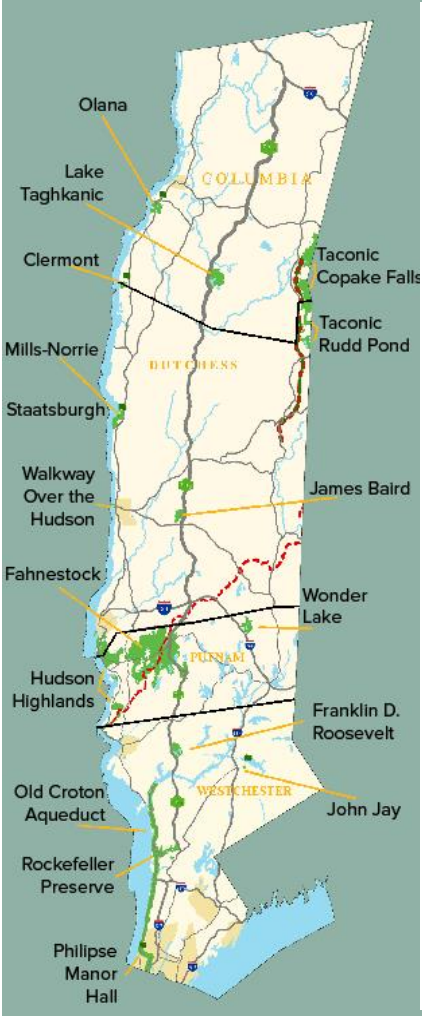 Olana
COLUMBIA
Lake
Taghkanic
Clermont
Taconic
Copake Falls
Taconic
Rudd Pond
Mills-Norrie
DUTCHESS
Staatsburgh
Walkway
Over the
Hudson
James Baird
Fahnestock
Wonder
Lake
84
PUTNAM
Hudson
Highlands
Franklin D.
Roosevelt
Old Croton
Aqueduct
WESTCHESTER
John Jay
Rockefeller
Preserve
Philipse
Manor
Hall